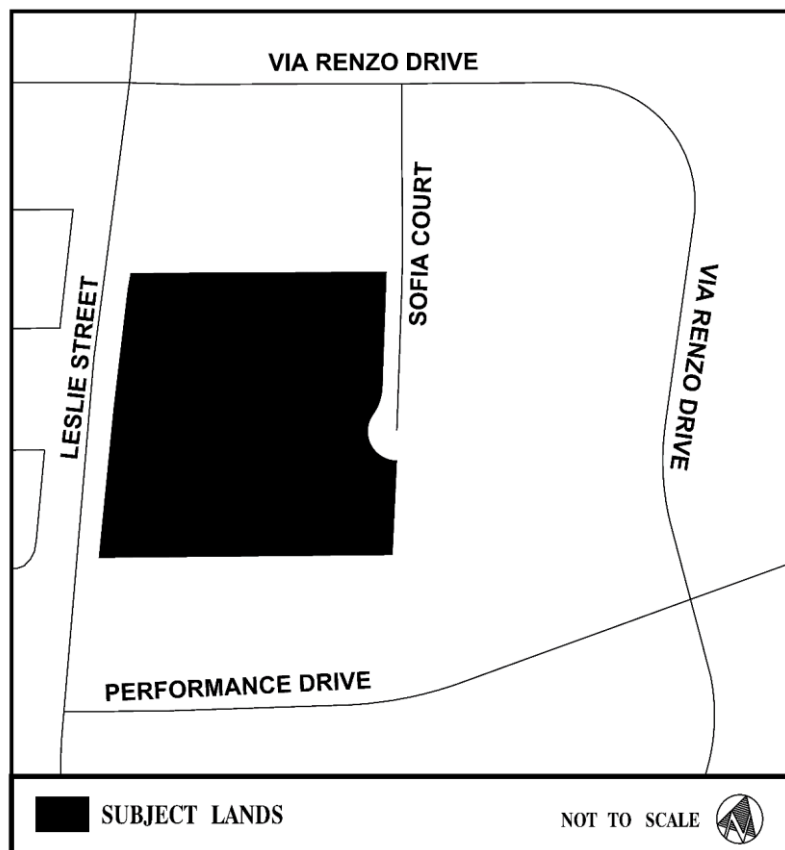 VIA RENZO DRIVE
SOFIA COURT
VIA RENZO DRIVE
LESLIE STREET
PERFORMANCE DRIVE
SUBJECT LANDS
NOT TO SCALE